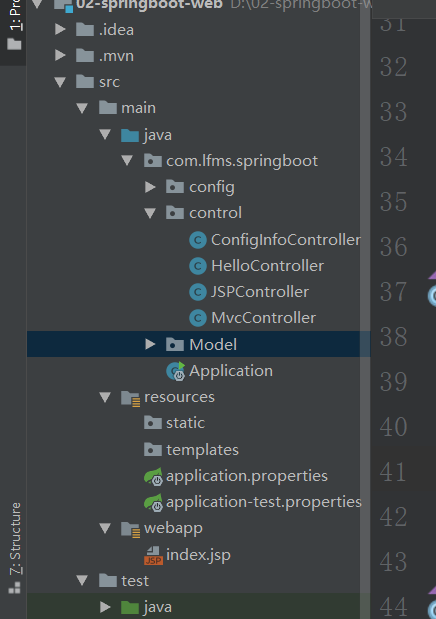 02-springboot-web D:\02-springboot-w
.idea
.mvn
src
main
java
com.lfms.springboot
config
control
ConfigInfoController
HelloController
JSPController
MvcController
Model
Application
resources
static
templates
application.properties
application-test.properties
webapp
JSP index.jsp
test
java
1: Pr
7: Structure
31
32
33
34
35
36
37
38
39
40
41
42
43
44